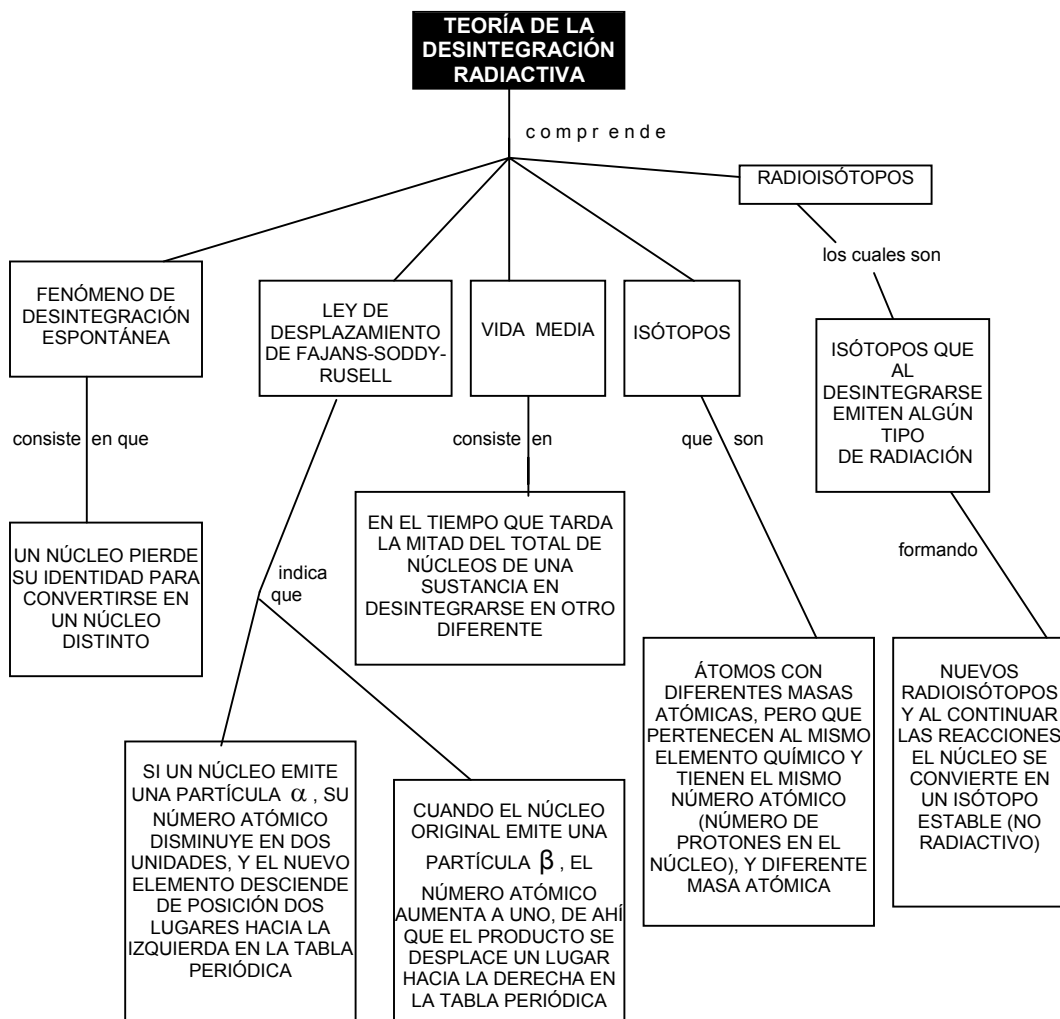 TEORÍA DE LA
DESINTEGRACIÓN
RADIACTIVA
comprende
RADIOISÓTOPOS
los cuales son
FENÓMENO DE
DESINTEGRACIÓN
ESPONTÁNEA
LEY DE
DESPLAZAMIENTO
DE FAJANS-SODDY-
RUSELL
VIDA MEDIA
ISÓTOPOS
ISÓTOPOS QUE
AL
DESINTEGRARSE
EMITEN ALGÚN
TIPO
DE RADIACIÓN
consiste en que
consiste en
que son
UN NÚCLEO PIERDE
SU IDENTIDAD PARA
CONVERTIRSE EN
UN NÚCLEO
DISTINTO
indica
que
EN EL TIEMPO QUE TARDA
LA MITAD DEL TOTAL DE
NÚCLEOS DE UNA
SUSTANCIA EN
DESINTEGRARSE EN OTRO
DIFERENTE
formando
SI UN NÚCLEO EMITE
UNA PARTÍCULA α , SU
NÚMERO ATÓMICO
DISMINUYE EN DOS
UNIDADES, Y EL NUEVO
ELEMENTO DESCIENDE
DE POSICIÓN DOS
LUGARES HACIA LA
IZQUIERDA EN LA TABLA
PERIÓDICA
CUANDO EL NÚCLEO
ORIGINAL EMITE UNA
PARTÍCULA β , EL
NÚMERO ATÓMICO
AUMENTA A UNO, DE AHÍ
QUE EL PRODUCTO SE
DESPLACE UN LUGAR
HACIA LA DERECHA EN
LA TABLA PERIÓDICA
ÁTOMOS CON
DIFERENTES MASAS
ATÓMICAS, PERO QUE
PERTENECEN AL MISMO
ELEMENTO QUÍMICO Y
TIENEN EL MISMO
NÚMERO ATÓMICO
(NÚMERO DE
PROTONES EN EL
NÚCLEO), Y DIFERENTE
MASA ATÓMICA
NUEVOS
RADIOISÓTOPOS
Y AL CONTINUAR
LAS REACCIONES
EL NÚCLEO SE
CONVIERTE EN
UN ISÓTOPO
ESTABLE (NO
RADIACTIVO)